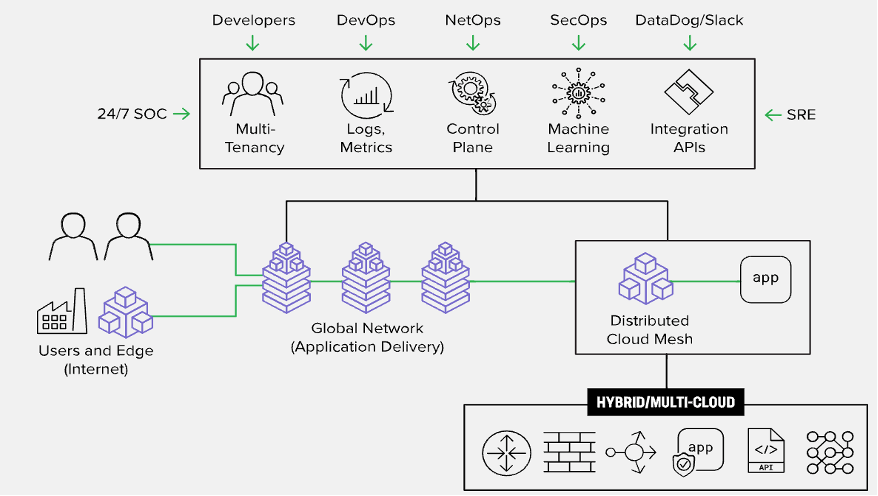 Developers
DevOps
NetOps
SecOps
DataDog/Slack
24/7 SOC
SRE
Multi-
Tenancy
Logs,
Metrics
Control
Plane
Machine
Learning
Integration
APIs
Users and Edge
(Internet)
Global Network
(Application Delivery)
Distributed
Cloud Mesh
app
HYBRID/MULTI-CLOUD
app
</>
API